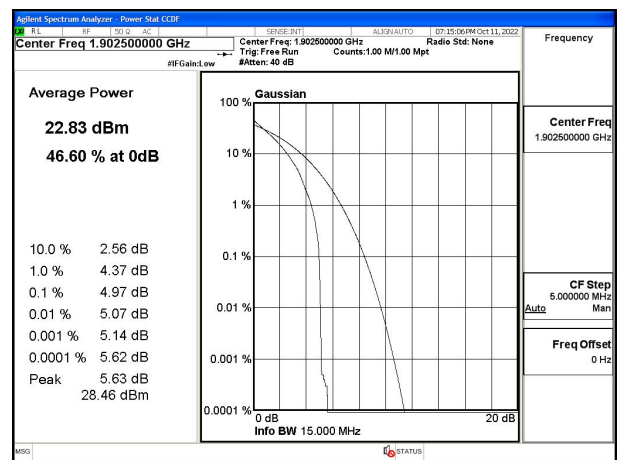 Agilent Spectrum Analyzer - Power Stat CCDF
RL RF 50 Ω AC SENSE:INT ALIGN AUTO 07:15:06 PM Oct 11, 2022
Center Freq 1.902500000 GHz
Center Freq: 1.902500000 GHz Radio Std: None
Trig: Free Run Counts:1.00 M/1.00 Mpt
#IFGain:Low #Atten: 40 dB
Frequency
Average Power
22.83 dBm
46.60 % at 0dB
10.0 % 2.56 dB
1.0 % 4.37 dB
0.1 % 4.97 dB
0.01 % 5.07 dB
0.001 % 5.14 dB
0.0001 % 5.62 dB
Peak 5.63 dB
28.46 dBm
Gaussian
100 %
10 %
1 %
0.1 %
0.01 %
0.001 %
0.0001 %
0 dB 20 dB
Info BW 15.000 MHz
Center Freq
1.902500000 GHz
CF Step
5.000000 MHz
Auto Man
Freq Offset
0 Hz
MSG STATUS